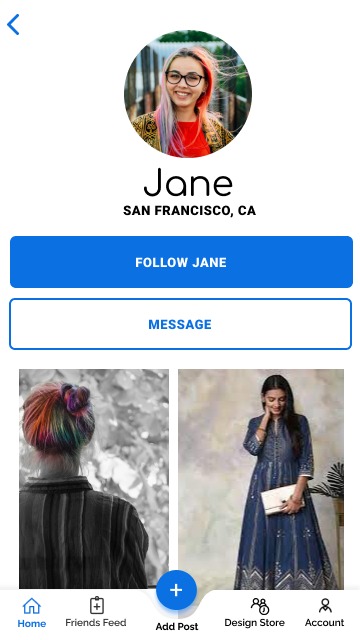 Jane
SAN FRANCISCO, CA
FOLLOW JANE
MESSAGE
Home
Friends Feed
Add Post
Design Store
Account